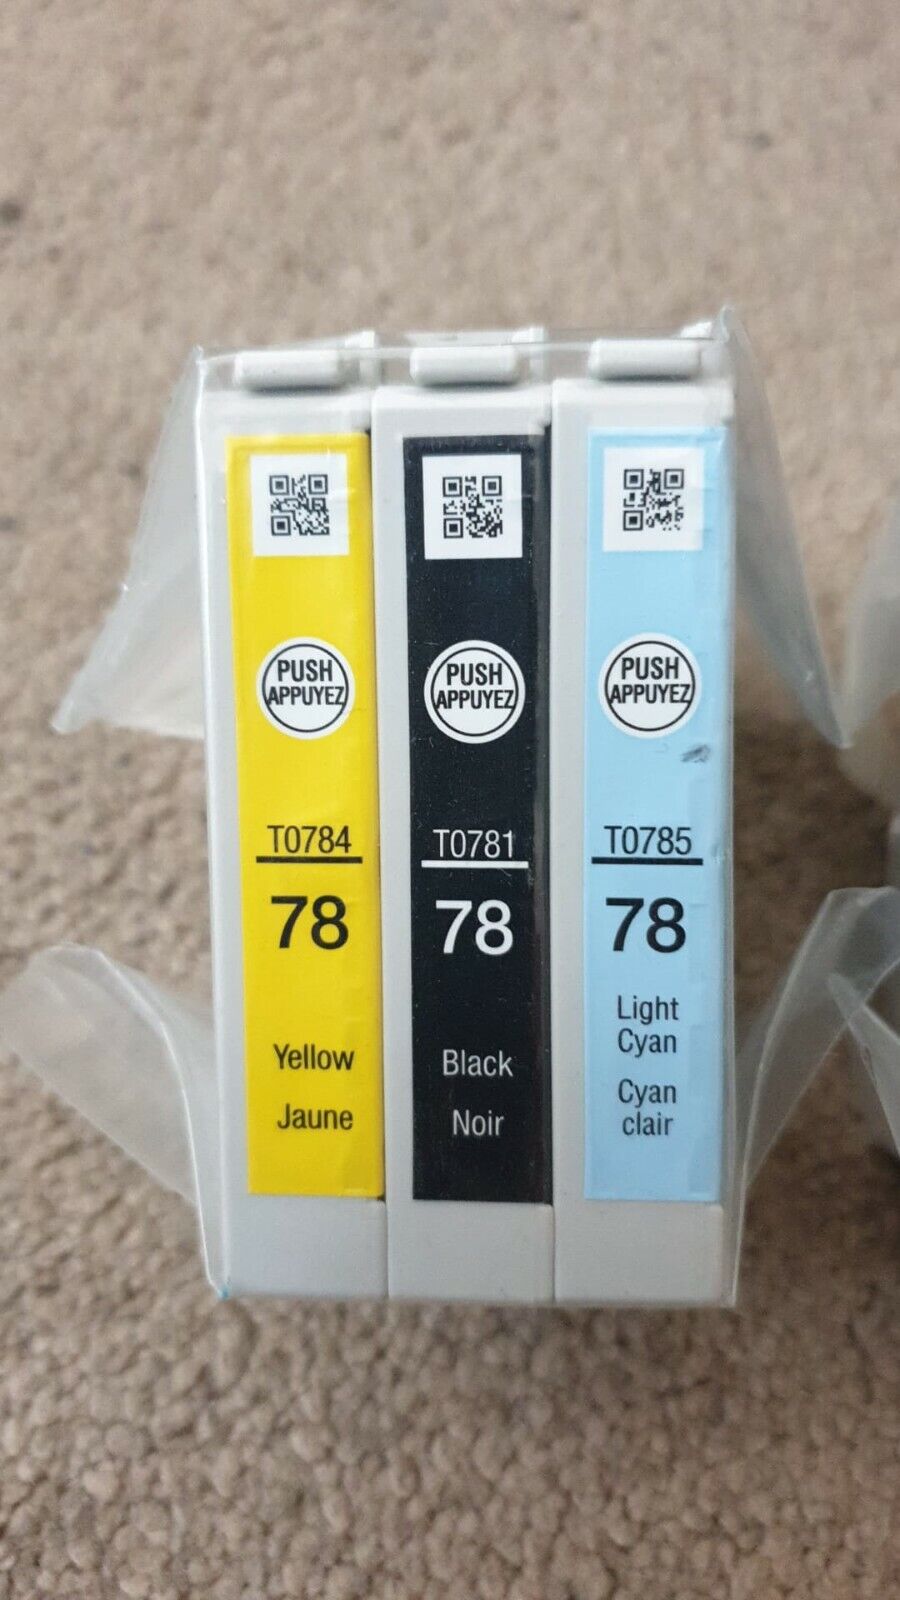 PUSH
APPUYEZ
T0784
78
Yellow
Jaune
PUSH
APPUYEZ
T0781
78
Black
Noir
PUSH
APPUYEZ
T0785
78
Light
Cyan
Cyan
clair